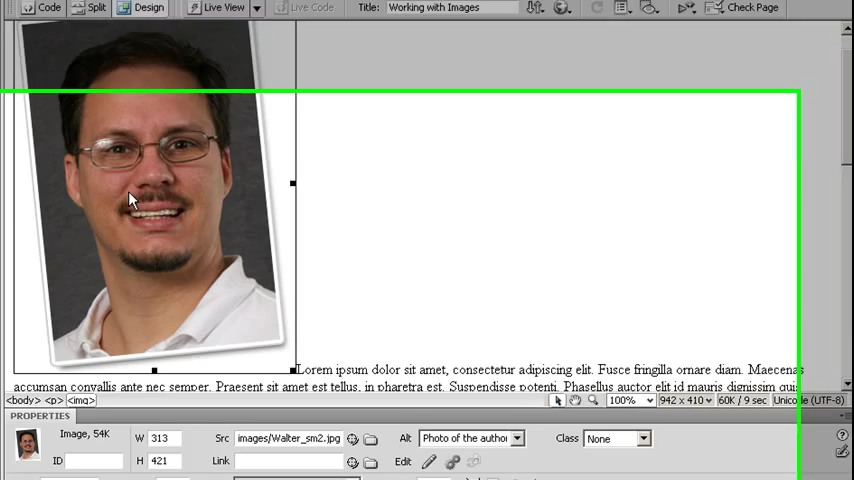 Code Split Design Live View Live Code Title: Working with Images Check Page
Lorem ipsum dolor sit amet, consectetur adipiscing elit. Fusce fringilla ornare diam. Maecenas
accumsan convallis ante nec semper. Praesent sit amet est tellus, in pharetra est. Suspendisse potenti. Phasellus auctor elit id mauris dignissim quis
<body> <p> <img> 100% 942 x 410 60K / 9 sec Unicode (UTF-8)
PROPERTIES
Image, 54K W 313 Src images/Walter_sm2.jpg Alt Photo of the author Class None
ID H 421 Link Edit